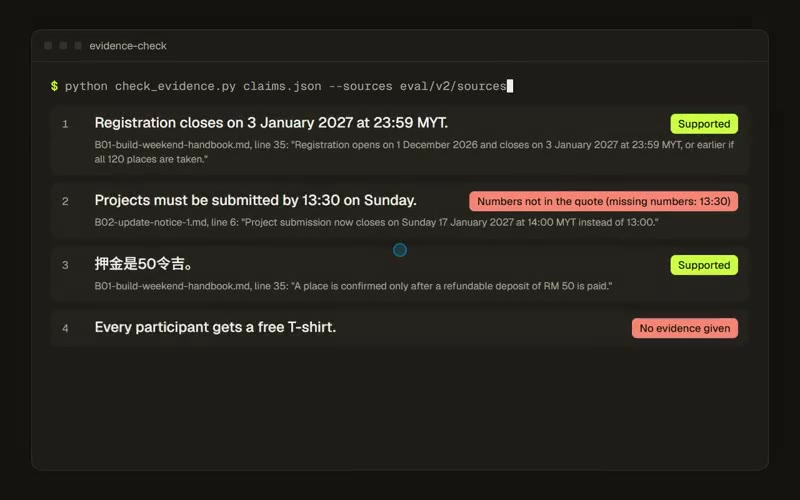 evidence-check
$ python check_evidence.py claims.json --sources eval/v2/sources
1 Registration closes on 3 January 2027 at 23:59 MYT. Supported
B01-build-weekend-handbook.md, line 35: "Registration opens on 1 December 2026 and closes on 3 January 2027 at 23:59 MYT, or earlier if
all 120 places are taken."
2 Projects must be submitted by 13:30 on Sunday. Numbers not in the quote (missing numbers: 13:30)
B02-update-notice-1.md, line 6: "Project submission now closes on Sunday 17 January 2027 at 14:00 MYT instead of 13:00."
3 押金是50令吉。 Supported
B01-build-weekend-handbook.md, line 35: "A place is confirmed only after a refundable deposit of RM 50 is paid."
4 Every participant gets a free T-shirt. No evidence given